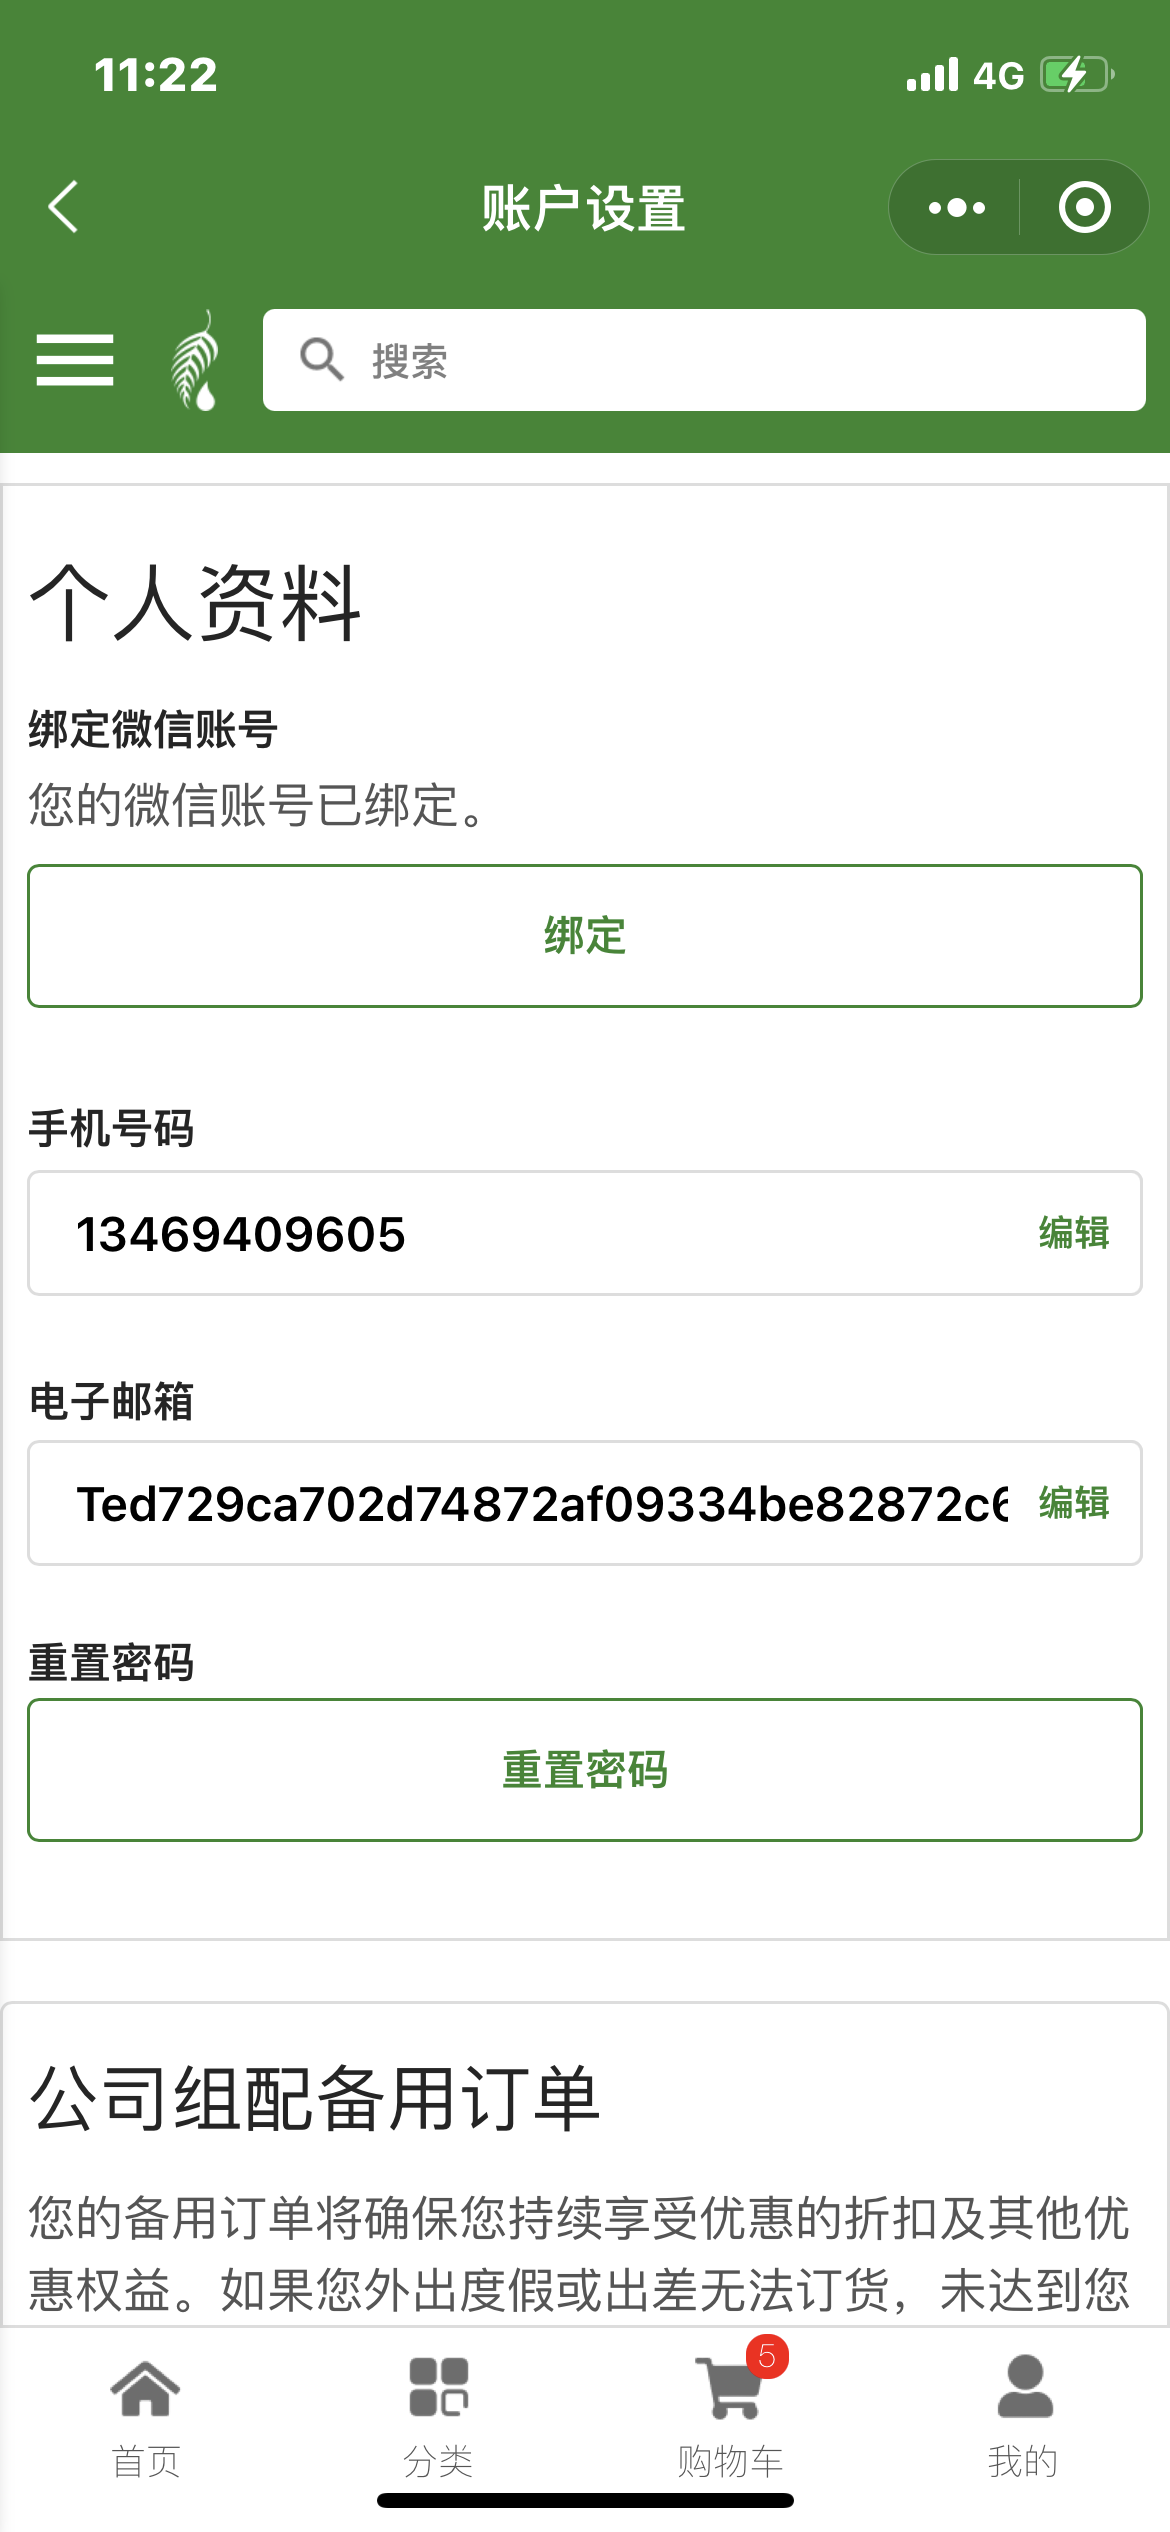 11:22
4G
账户设置
搜索
个人资料
绑定微信账号
您的微信账号已绑定。
绑定
手机号码
13469409605
编辑
电子邮箱
Ted729ca702d74872af09334be82872c6
编辑
重置密码
重置密码
公司组配备用订单
您的备用订单将确保您持续享受优惠的折扣及其他优
惠权益。如果您外出度假或出差无法订货，未达到您
5
首页
分类
购物车
我的